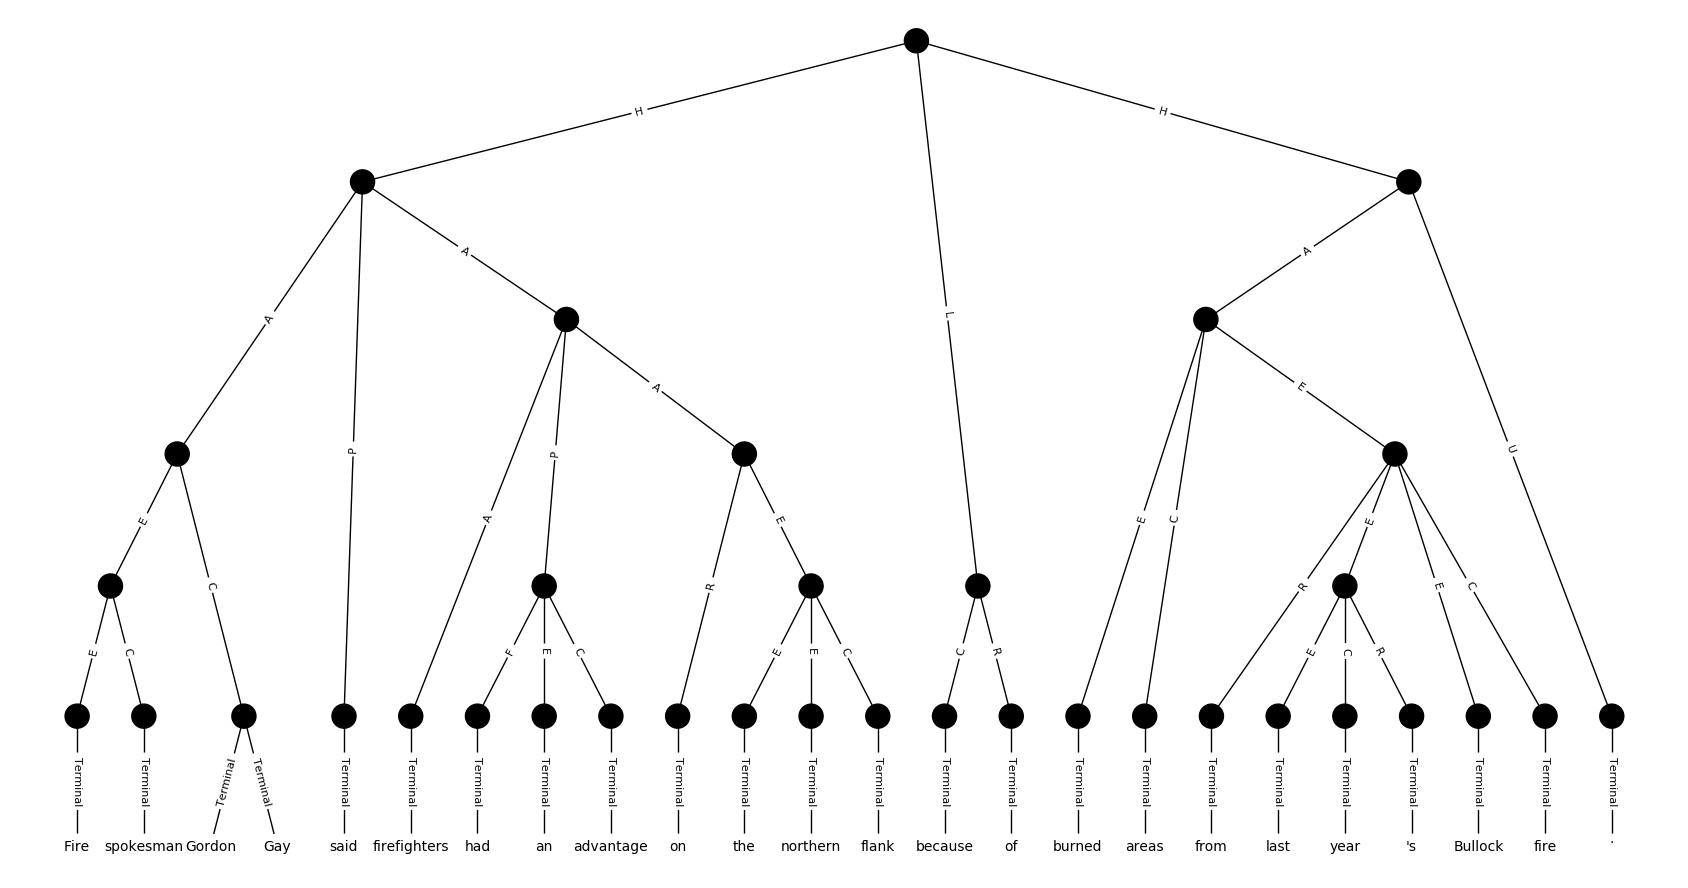 H H
A A L A U
A P A P E
E C A R E E C R E E C
E C F E C E E C C R E C R
Terminal Terminal Terminal Terminal Terminal Terminal Terminal Terminal Terminal Terminal Terminal Terminal Terminal Terminal Terminal Terminal Terminal Terminal Terminal Terminal Terminal Terminal Terminal Terminal
Fire spokesman Gordon Gay said firefighters had an advantage on the northern flank because of burned areas from last year 's Bullock fire .